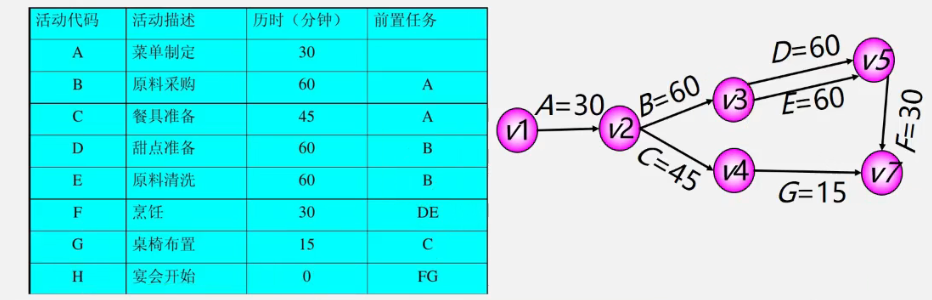 活动代码 活动描述 历时（分钟） 前置任务
A 菜单制定 30
B 原料采购 60 A
C 餐具准备 45 A
D 甜点准备 60 B
E 原料清洗 60 B
F 烹饪 30 DE
G 桌椅布置 15 C
H 宴会开始 0 FG
D=60
v5
B=60
v3
E=60
A=30
v1
v2
F=30
C=45
v4
v7
G=15